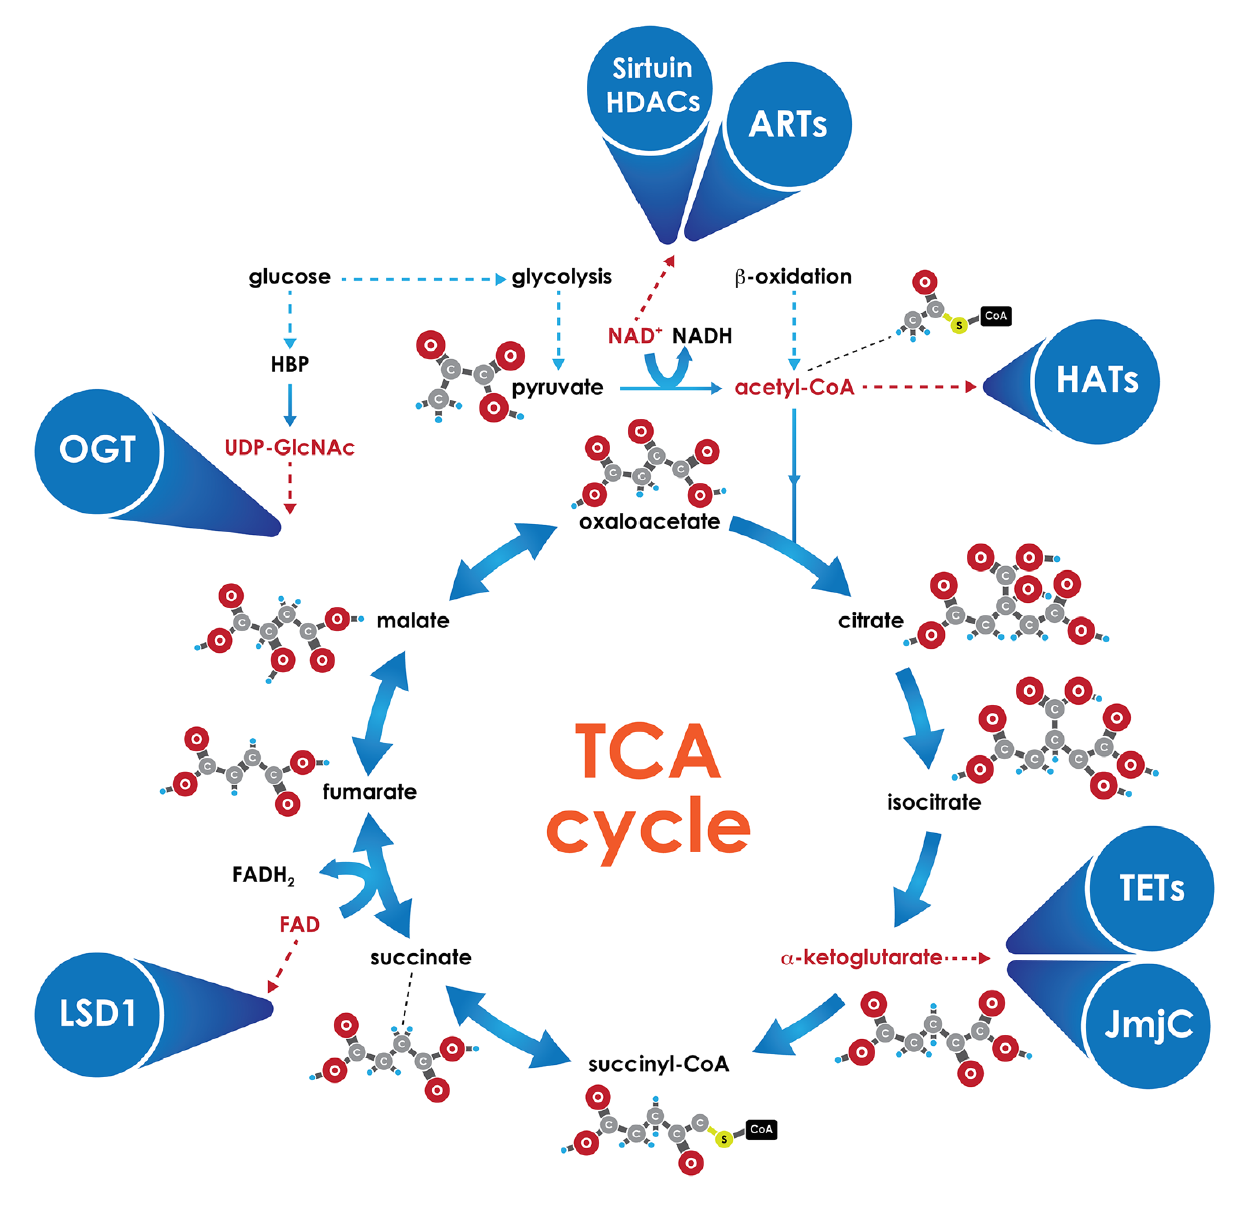 Sirtuin
HDACs
ARTs
glucose
glycolysis
β-oxidation
NAD⁺ NADH
HBP
pyruvate
acetyl-CoA
CoA
S
C
O
HATs
OGT
UDP-GlcNAc
oxaloacetate
malate
citrate
TCA
cycle
fumarate
isocitrate
FADH₂
FAD
TETs
succinate
α-ketoglutarate
LSD1
JmjC
succinyl-CoA
S
CoA